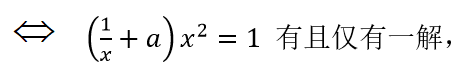 ⇔ (1/x + a) x² = 1 有且仅有一解，